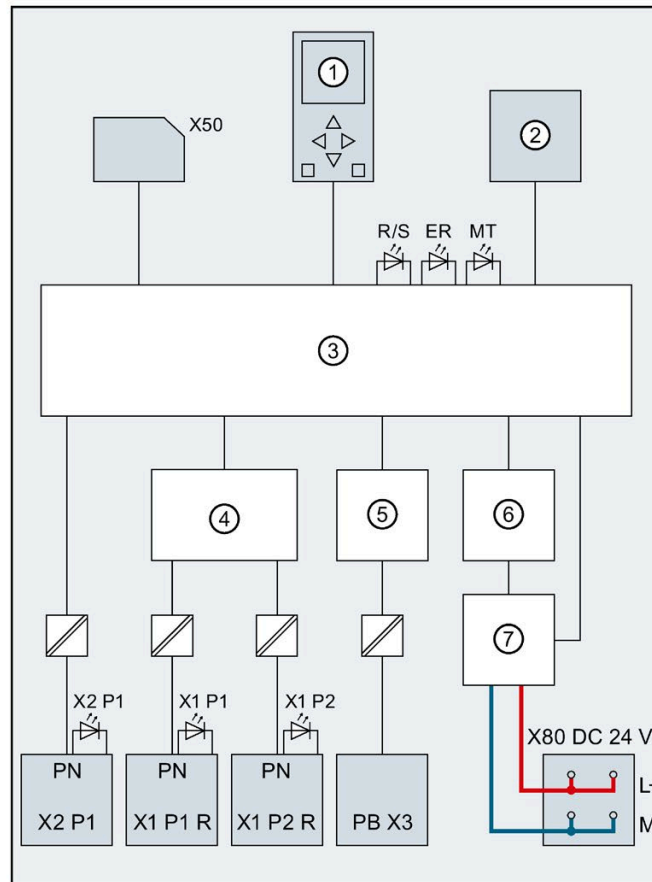 ①
X50
②
R/S ER MT
③
④
⑤
⑥
⑦
X2 P1
X1 P1
X1 P2
X80 DC 24 V
PN
X2 P1
PN
X1 P1 R
PN
X1 P2 R
PB X3
L+
M